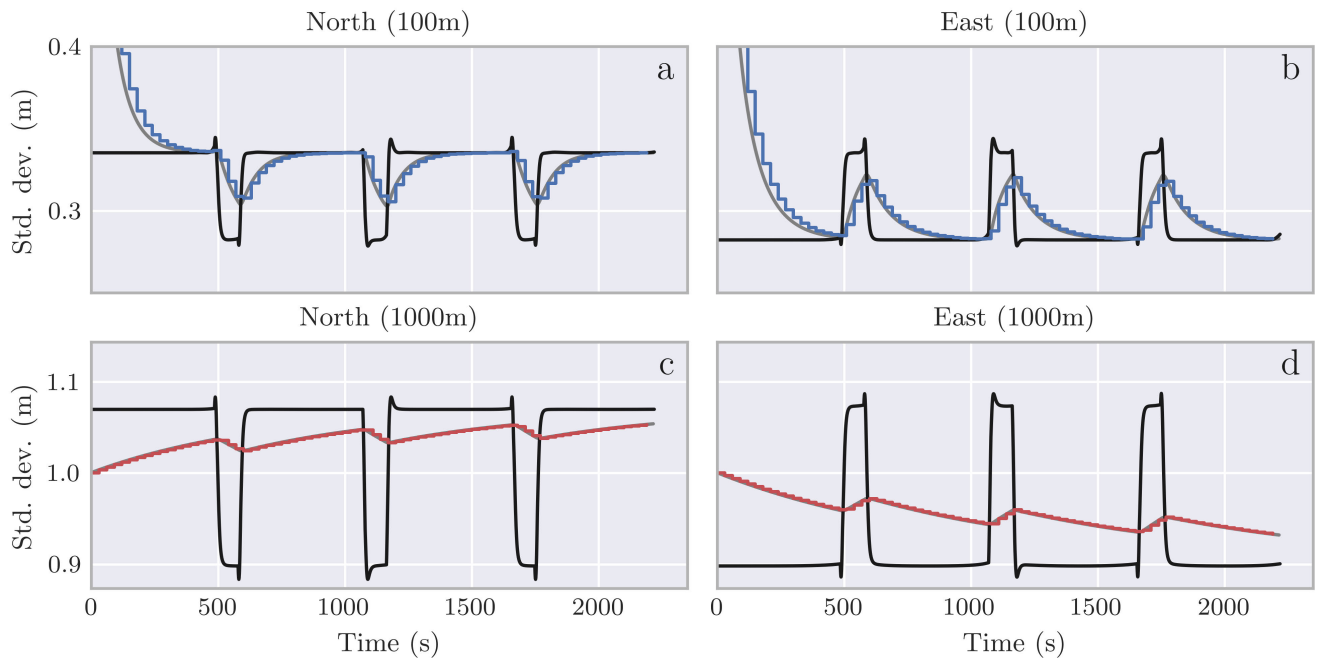 North (100m)
East (100m)
Std. dev. (m)
0.4
0.3
a
b
North (1000m)
East (1000m)
Std. dev. (m)
1.1
1.0
0.9
c
d
0 500 1000 1500 2000
0 500 1000 1500 2000
Time (s)
Time (s)